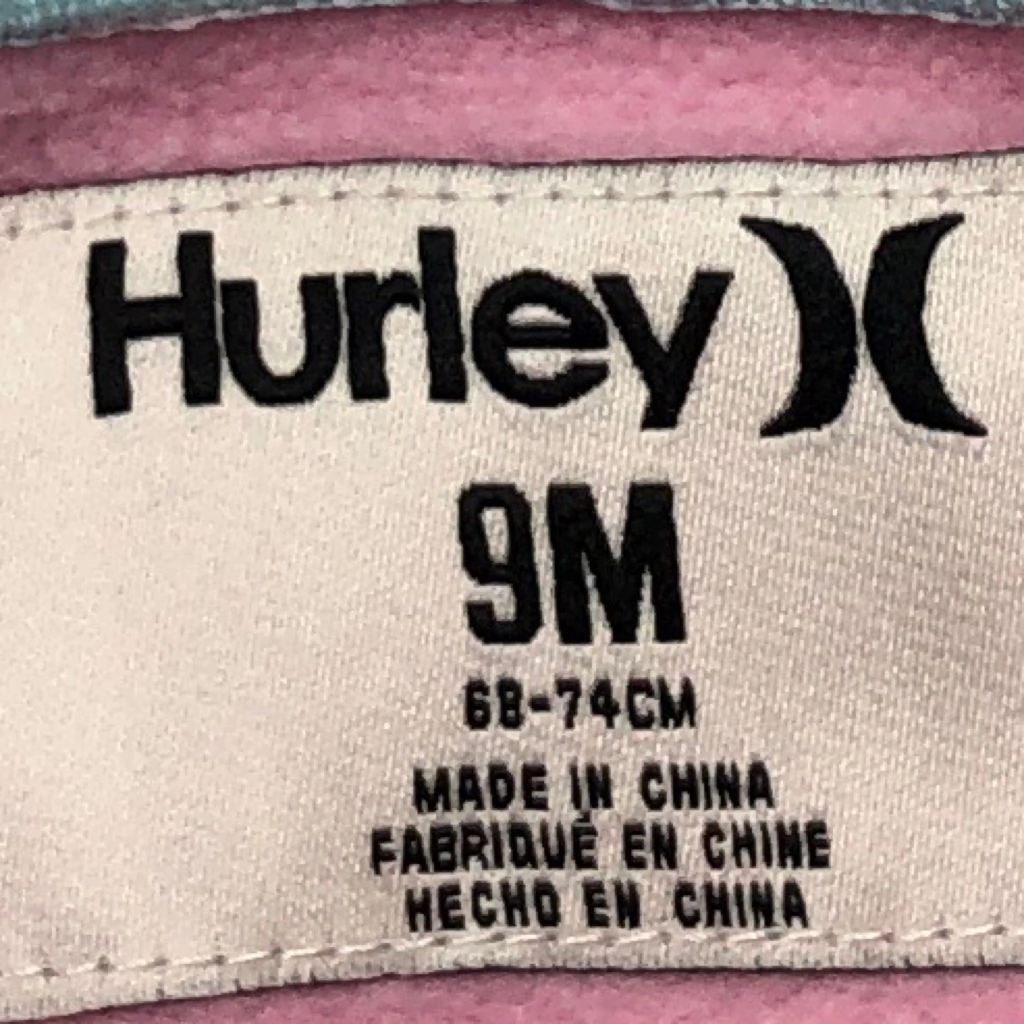 Hurley
9M
68-74CM
MADE IN CHINA
FABRIQUÉ EN CHINE
HECHO EN CHINA